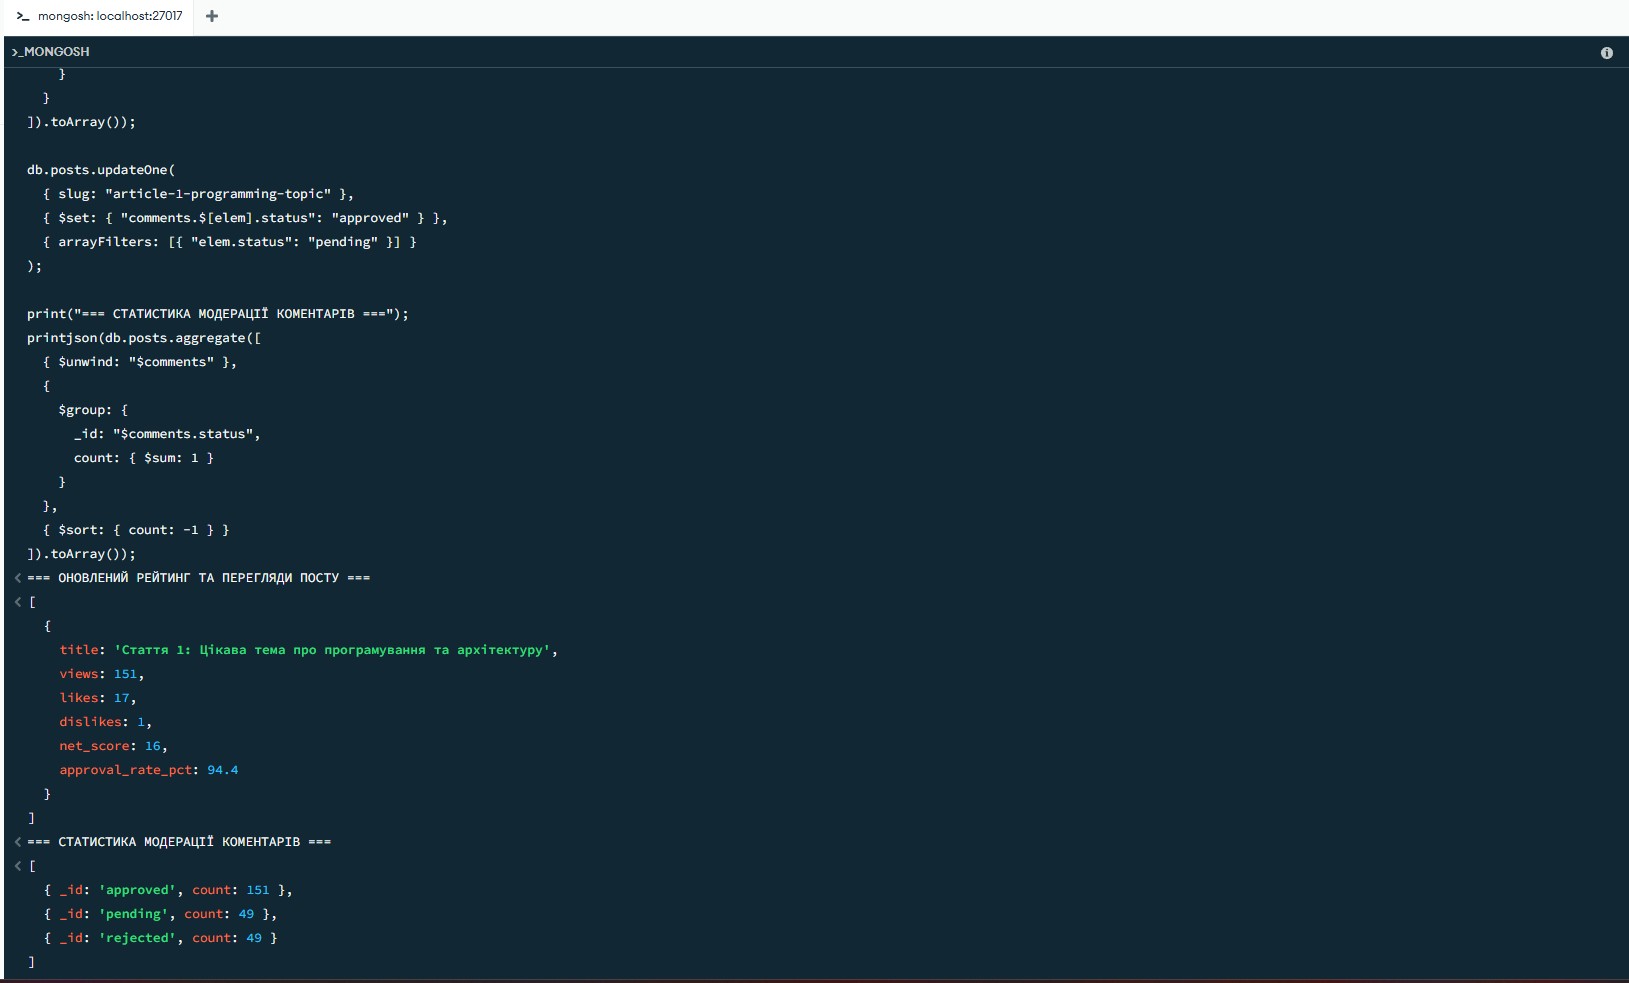 mongosh: localhost:27017
>_MONGOSH
}
}
]).toArray());
db.posts.updateOne(
{ slug: "article-1-programming-topic" },
{ $set: { "comments.$[elem].status": "approved" } },
{ arrayFilters: [{ "elem.status": "pending" }] }
);
print("=== СТАТИСТИКА МОДЕРАЦІЇ КОМЕНТАРІВ ===");
printjson(db.posts.aggregate([
{ $unwind: "$comments" },
{
$group: {
_id: "$comments.status",
count: { $sum: 1 }
}
},
{ $sort: { count: -1 } }
]).toArray());
=== ОНОВЛЕНИЙ РЕЙТИНГ ТА ПЕРЕГЛЯДИ ПОСТУ ===
[
{
title: 'Стаття 1: Цікава тема про програмування та архітектуру',
views: 151,
likes: 17,
dislikes: 1,
net_score: 16,
approval_rate_pct: 94.4
}
]
=== СТАТИСТИКА МОДЕРАЦІЇ КОМЕНТАРІВ ===
[
{ _id: 'approved', count: 151 },
{ _id: 'pending', count: 49 },
{ _id: 'rejected', count: 49 }
]